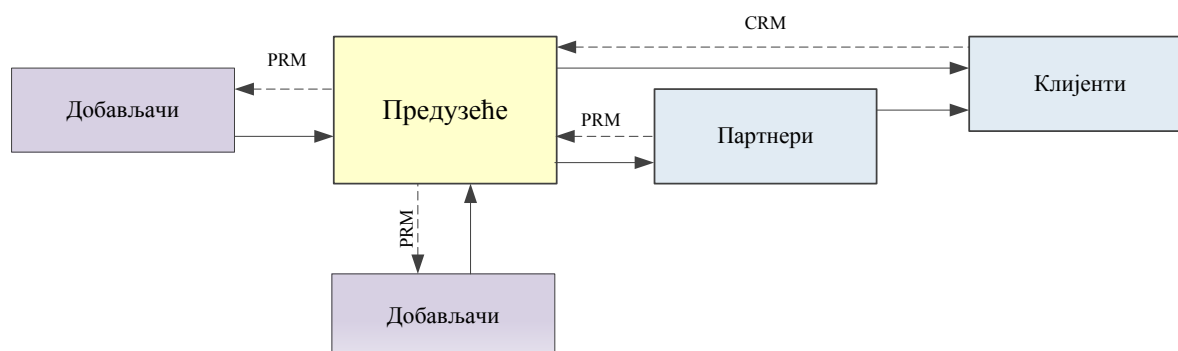 CRM
PRM
Добављачи
Предузеће
Клијенти
PRM
Партнери
PRM
Добављачи